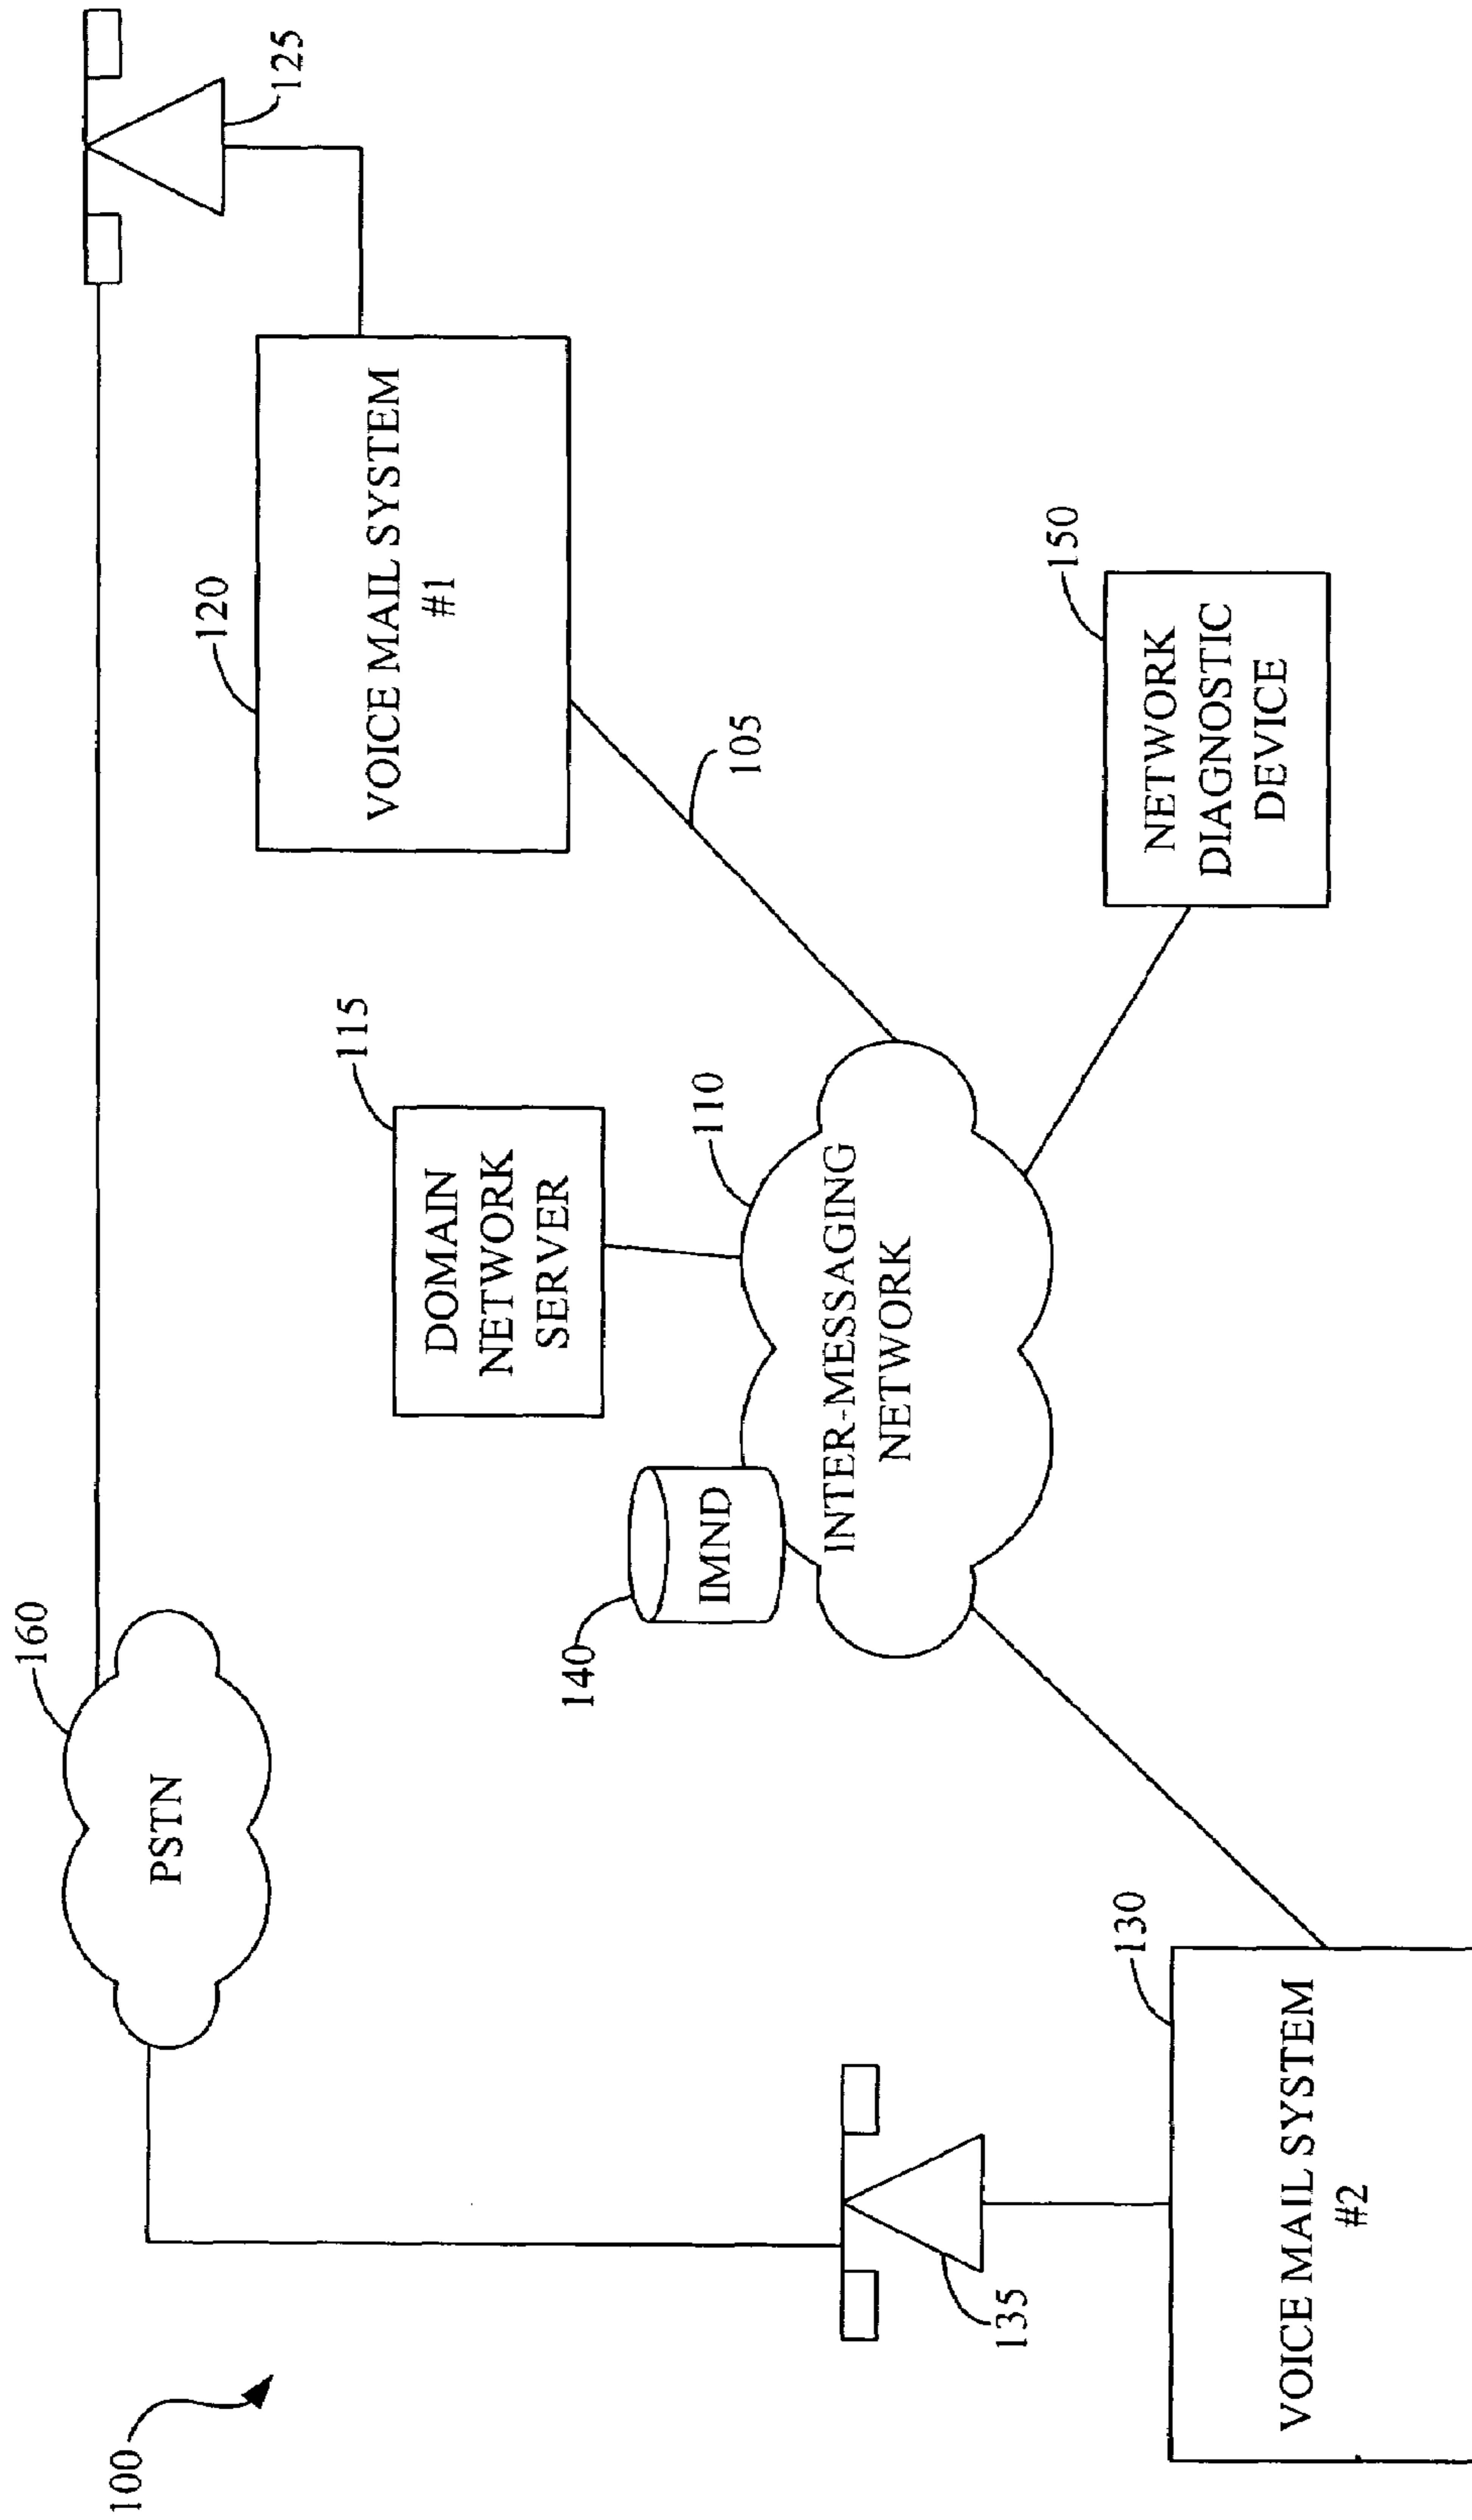 100
160
PSTN
125
120
VOICE MAIL SYSTEM
#1
115
DOMAIN
NETWORK
SERVER
140
IMND
110
INTER-MESSAGING
NETWORK
105
135
130
VOICE MAIL SYSTEM
#2
150
NETWORK
DIAGNOSTIC
DEVICE